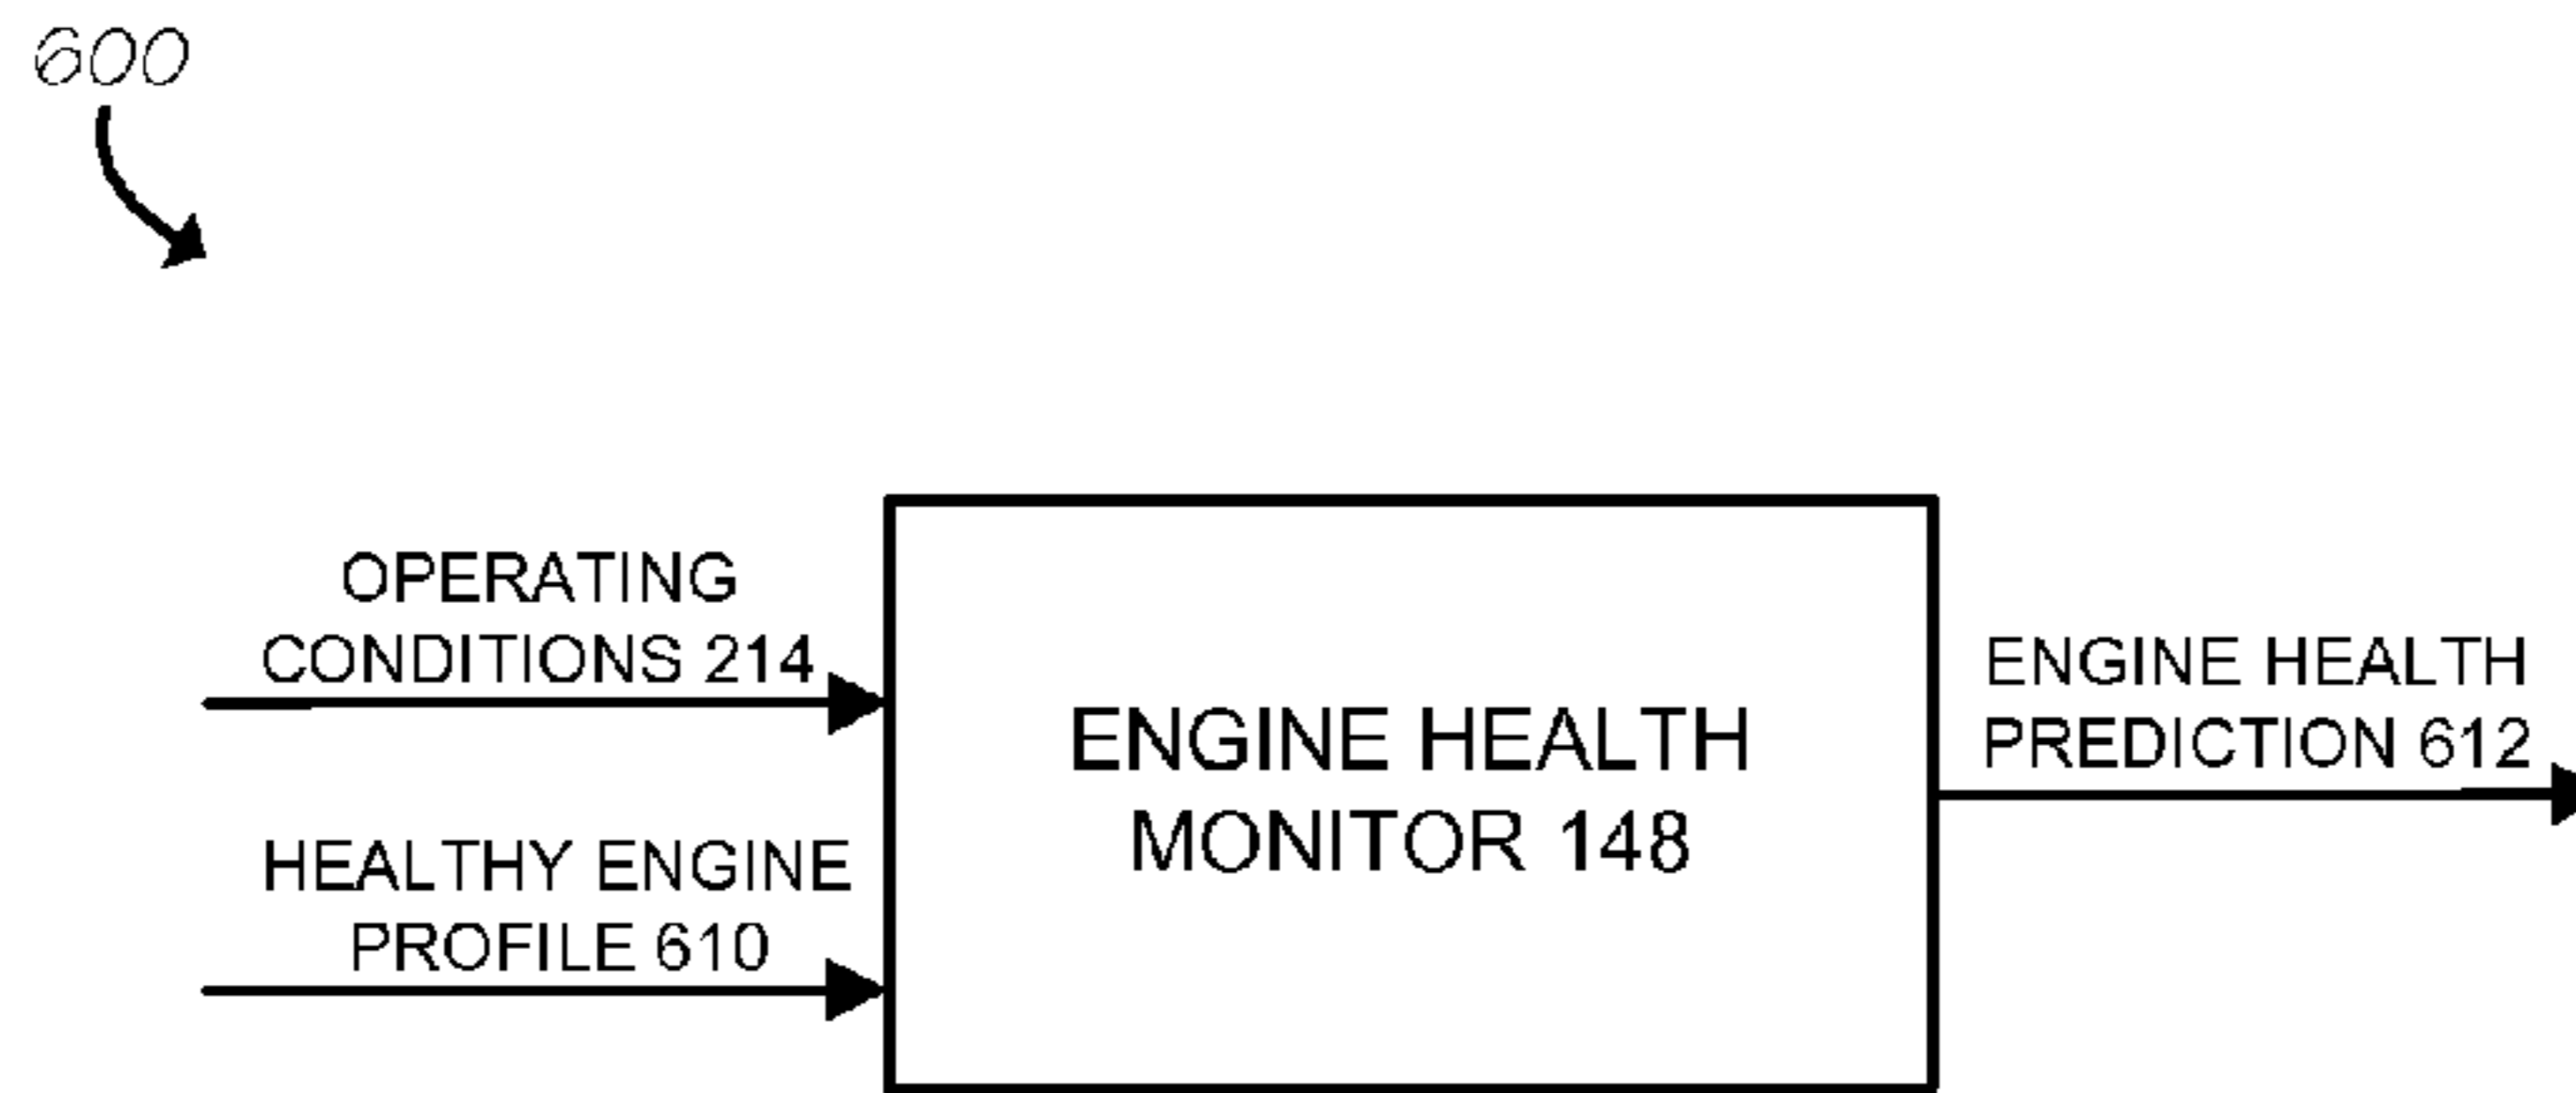 600
OPERATING
CONDITIONS 214
HEALTHY ENGINE
PROFILE 610
ENGINE HEALTH
MONITOR 148
ENGINE HEALTH
PREDICTION 612